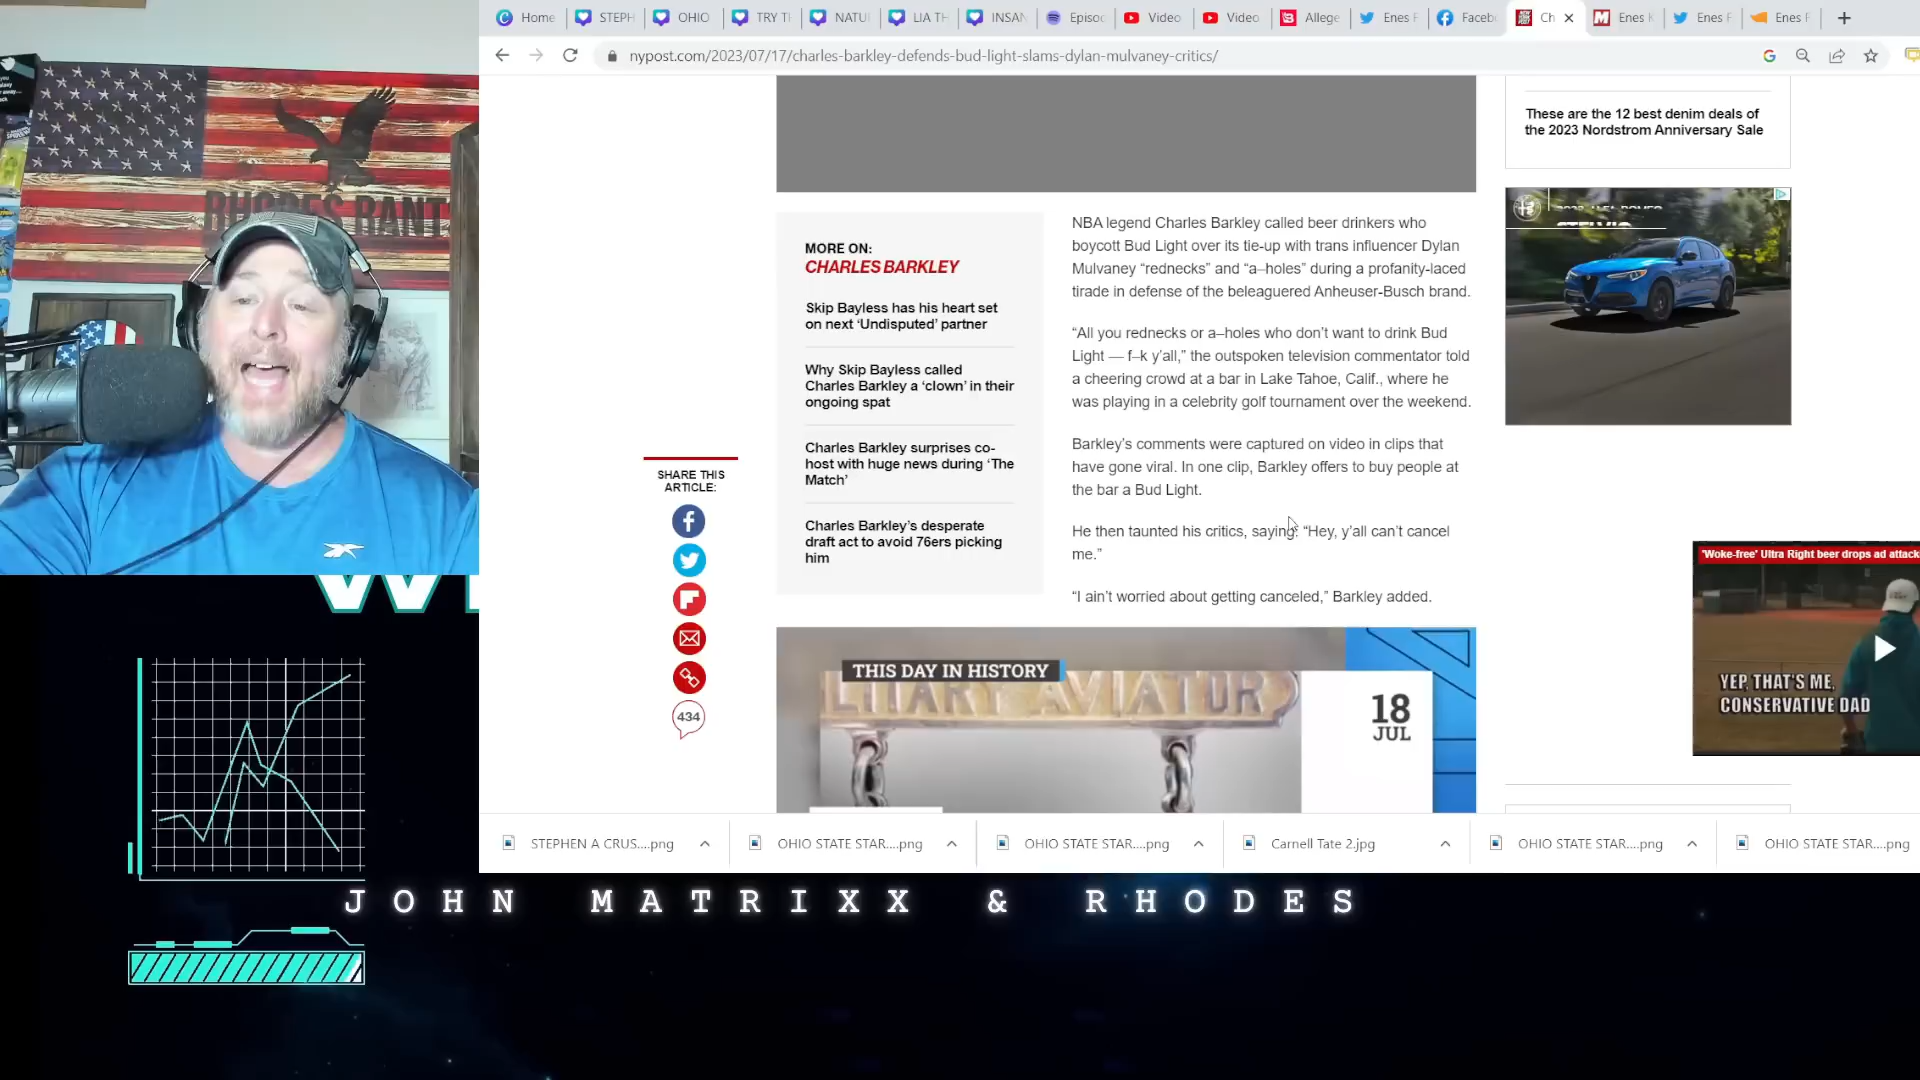 Home
STEPH
OHIO
TRY TI
NATU
LIA TH
INSAN
Episoc
Video
Video
Allege
Enes F
Facebo
Ch
Enes K
Enes F
Enes F
nypost.com/2023/07/17/charles-barkley-defends-bud-light-slams-dylan-mulvaney-critics/
RHODES RANT
These are the 12 best denim deals of
the 2023 Nordstrom Anniversary Sale
STELVIO
MORE ON:
CHARLES BARKLEY
Skip Bayless has his heart set
on next ‘Undisputed’ partner
Why Skip Bayless called
Charles Barkley a ‘clown’ in their
ongoing spat
Charles Barkley surprises co-
host with huge news during ‘The
Match’
Charles Barkley’s desperate
draft act to avoid 76ers picking
him
SHARE THIS
ARTICLE:
434
NBA legend Charles Barkley called beer drinkers who
boycott Bud Light over its tie-up with trans influencer Dylan
Mulvaney “rednecks” and “a–holes” during a profanity-laced
tirade in defense of the beleaguered Anheuser-Busch brand.
“All you rednecks or a–holes who don’t want to drink Bud
Light — f–k y’all,” the outspoken television commentator told
a cheering crowd at a bar in Lake Tahoe, Calif., where he
was playing in a celebrity golf tournament over the weekend.
Barkley’s comments were captured on video in clips that
have gone viral. In one clip, Barkley offers to buy people at
the bar a Bud Light.
He then taunted his critics, saying: “Hey, y’all can’t cancel
me.”
“I ain’t worried about getting canceled,” Barkley added.
'Woke-free' Ultra Right beer drops ad attack
YEP, THAT'S ME,
CONSERVATIVE DAD
THIS DAY IN HISTORY
LITARY AVIATOR
18
JUL
STEPHEN A CRUS....png
OHIO STATE STAR....png
OHIO STATE STAR....png
Carnell Tate 2.jpg
OHIO STATE STAR....png
OHIO STATE STAR....png
JOHN MATRIXX & RHODES